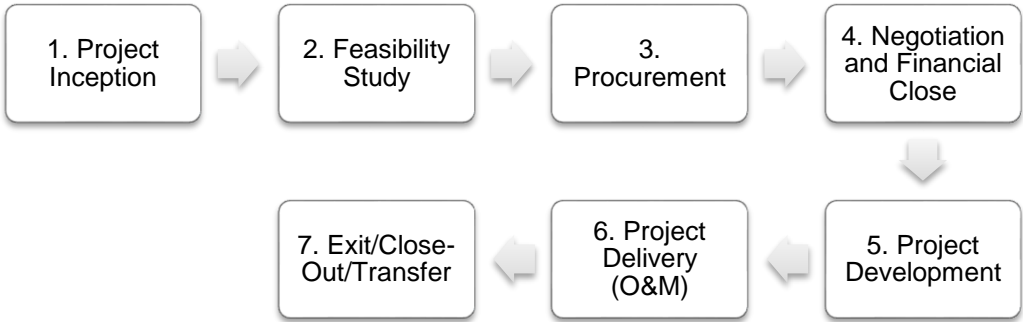 1. Project
Inception
2. Feasibility
Study
3.
Procurement
4. Negotiation
and Financial
Close
5. Project
Development
6. Project
Delivery
(O&M)
7. Exit/Close-
Out/Transfer